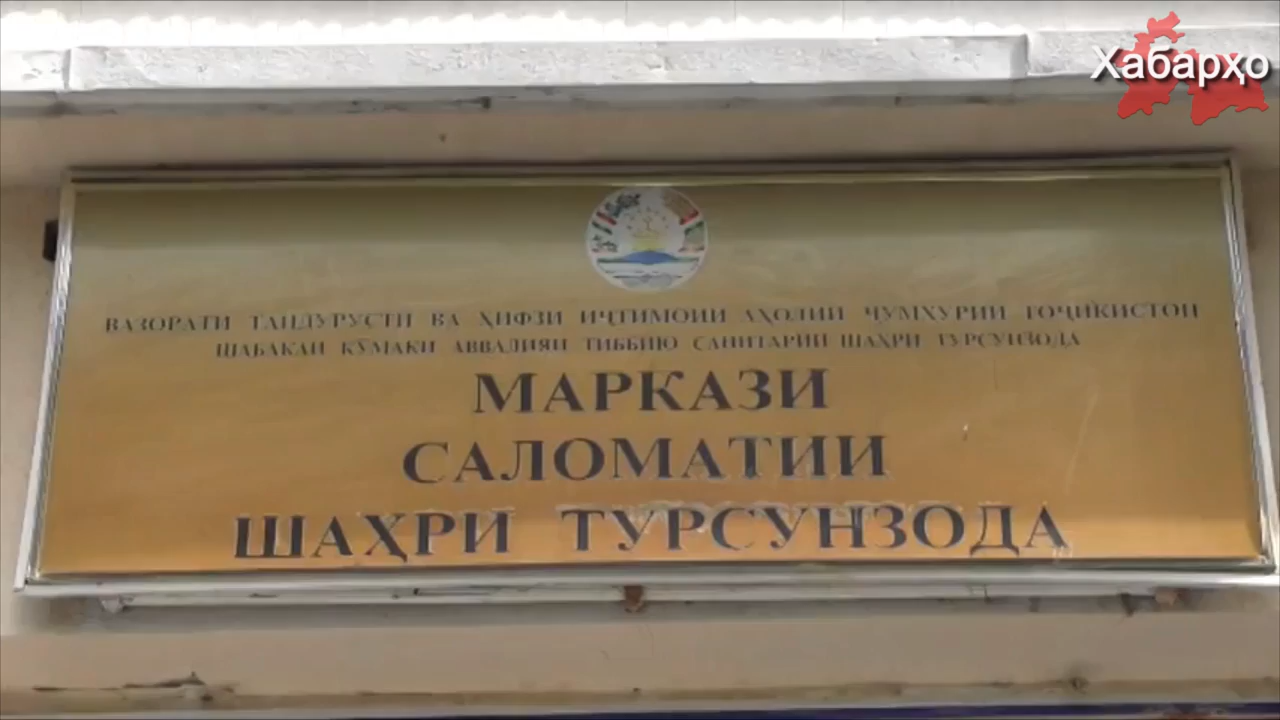 Хабарҳо
ВАЗОРАТИ ТАНДУРУСТӢ ВА ҲИФЗИ ИҶТИМОИИ АҲОЛИИ ҶУМҲУРИИ ТОҶИКИСТОН
ШАБАКАИ КӮМАКИ АВВАЛИЯИ ТИББИЮ САНИТАРИИ ШАҲРИ ТУРСУНЗОДА
МАРКАЗИ
САЛОМАТИИ
ШАҲРИ ТУРСУНЗОДА